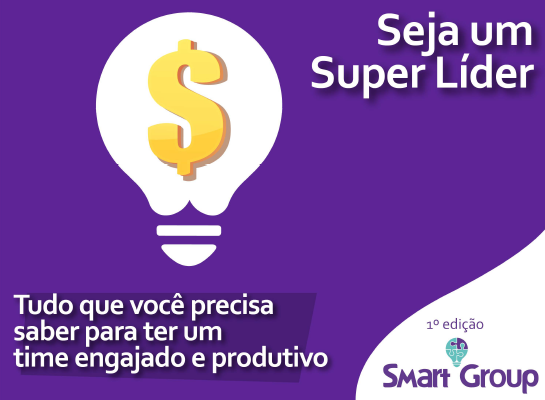 Seja um
Super Líder
$
Tudo que você precisa
saber para ter um
time engajado e produtivo
1º edição
Smart Group